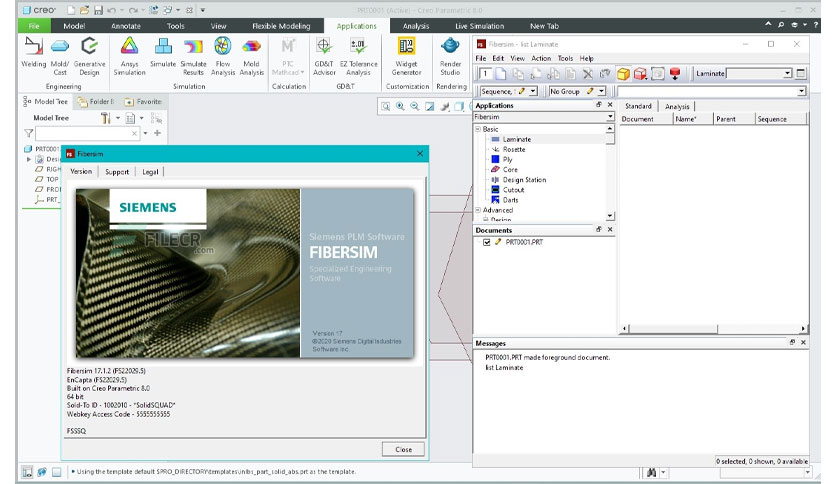 creo
PRT0001 (Active) - Creo Parametric 8.0
File Model Annotate Tools View Flexible Modeling Applications Analysis Live Simulation New Tab
Welding Mold/ Cast Generative Design Ansys Simulation Simulate Simulate Results Flow Analysis Mold Analysis PTC Mathcad GD&T Advisor EZ Tolerance Analysis Widget Generator Render Studio
Engineering Simulation Calculation GD&T Customization Rendering
Model Tree Folder Favorite
Model Tree
PRT0001
Desi
RIGH
TOP
FRO
PRT_
Fibersim
Version Support Legal
SIEMENS
FILECR
.com
Siemens PLM Software
FIBERSIM
Specialized Engineering
Software
Version 17
©2020 Siemens Digital Industries
Software Inc.
Fibersim 17.1.2 (FS22029.5)
EnCapta (FS22029.5)
Built on Creo Parametric 8.0
64 bit
Sold-To ID - 1002010 - "SolidSQUAD"
Webkey Access Code - 5555555555
FSSSQ
Close
Fibersim - list Laminate
File Edit View Action Tools Help
1 Laminate
Sequence, No Group
Applications
Fibersim
Basic
Laminate
Rosette
Ply
Core
Design Station
Cutout
Darts
Advanced
Design
Standard Analysis
Document Name^ Parent Sequence
Documents
PRT0001.PRT
Messages
PRT0001.PRT made foreground document.
list Laminate
0 selected, 0 shown, 0 available
• Using the template default $PRO_DIRECTORY\templates\inlbs_part_solid_abs.prt as the template.